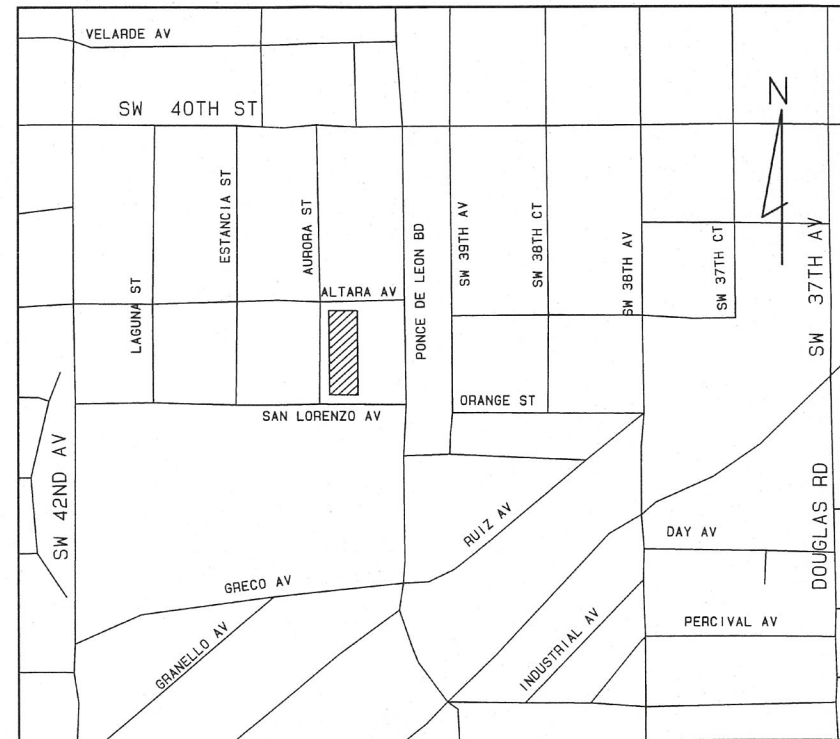 VELARDE AV
SW 40TH ST
N
LAGUNA ST
ESTANCIA ST
AURORA ST
ALTARA AV
PONCE DE LEON BD
SW 39TH AV
SW 38TH CT
SW 38TH AV
SW 37TH CT
SW 37TH AV
SAN LORENZO AV
ORANGE ST
SW 42ND AV
RUIZ AV
DOUGLAS RD
DAY AV
GRECO AV
GRANELLO AV
INDUSTRIAL AV
PERCIVAL AV